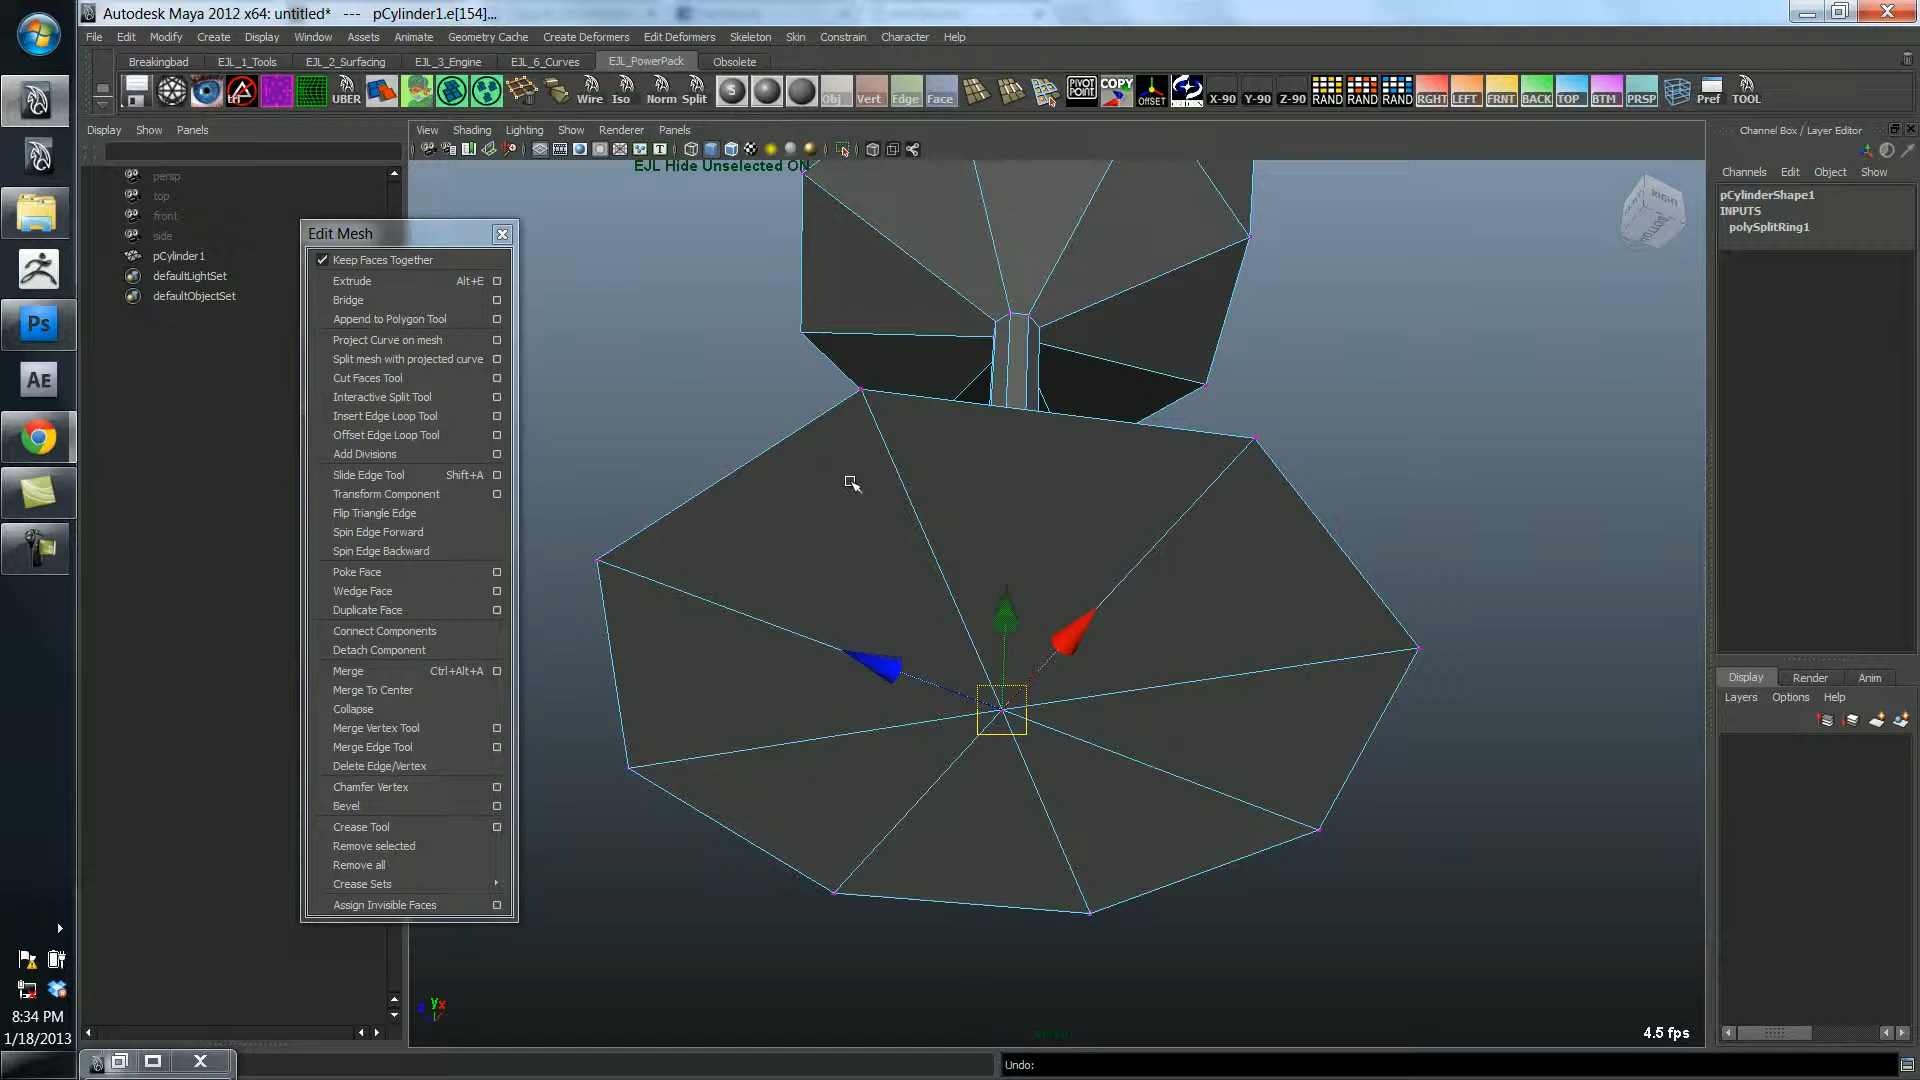 Autodesk Maya 2012 x64: untitled* --- pCylinder1.e[154]...
File Edit Modify Create Display Window Assets Animate Geometry Cache Create Deformers Edit Deformers Skeleton Skin Constrain Character Help
Breakingbad EJL_1_Tools EJL_2_Surfacing EJL_3_Engine EJL_6_Curves EJL_PowerPack Obsolete
UBER Wire Iso Norm Split S Obj Vert Edge Face PIVOT POINT COPY OFFSET X-90 Y-90 Z-90 RAND RAND RAND RGHT LEFT FRNT BACK TOP BTM PRSP Pref TOOL
Display Show Panels
View Shading Lighting Show Renderer Panels
EJL Hide Unselected ON
persp
top
front
side
pCylinder1
defaultLightSet
defaultObjectSet
Edit Mesh
Keep Faces Together
Extrude Alt+E
Bridge
Append to Polygon Tool
Project Curve on mesh
Split mesh with projected curve
Cut Faces Tool
Interactive Split Tool
Insert Edge Loop Tool
Offset Edge Loop Tool
Add Divisions
Slide Edge Tool Shift+A
Transform Component
Flip Triangle Edge
Spin Edge Forward
Spin Edge Backward
Poke Face
Wedge Face
Duplicate Face
Connect Components
Detach Component
Merge Ctrl+Alt+A
Merge To Center
Collapse
Merge Vertex Tool
Merge Edge Tool
Delete Edge/Vertex
Chamfer Vertex
Bevel
Crease Tool
Remove selected
Remove all
Crease Sets
Assign Invisible Faces
RIGHT
BOTTOM
4.5 fps
Channel Box / Layer Editor
Channels Edit Object Show
pCylinderShape1
INPUTS
polySplitRing1
Display Render Anim
Layers Options Help
Undo:
Ps
AE
8:34 PM
1/18/2013